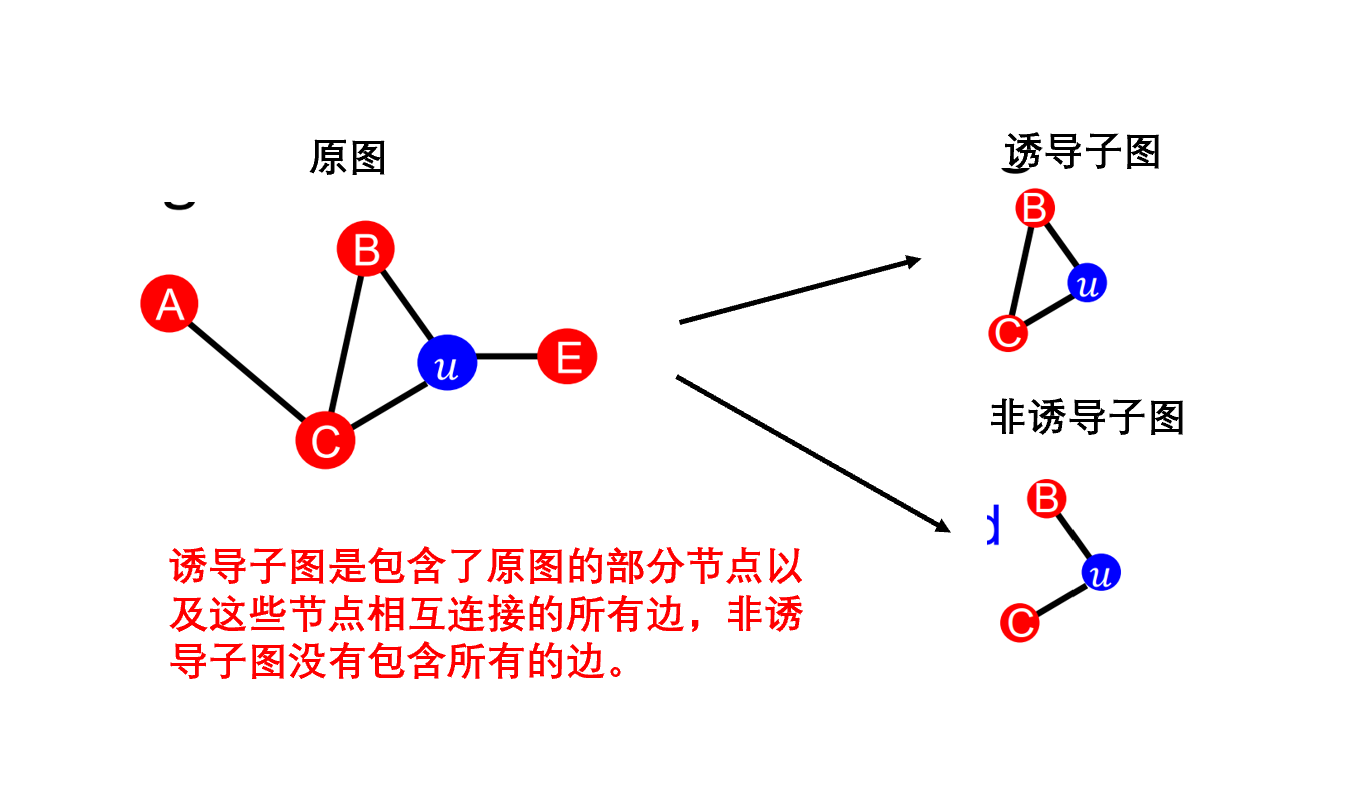 原图
B
A
u
E
C
诱导子图
B
u
C
非诱导子图
B
d
u
C
诱导子图是包含了原图的部分节点以
及这些节点相互连接的所有边，非诱
导子图没有包含所有的边。